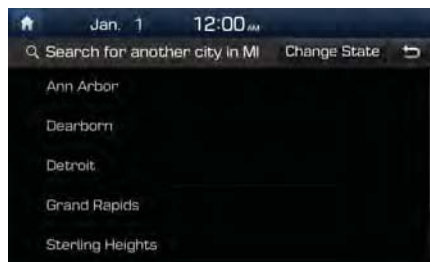 Jan. 1 12:00 AM
Search for another city in MI Change State
Ann Arbor
Dearborn
Detroit
Grand Rapids
Sterling Heights